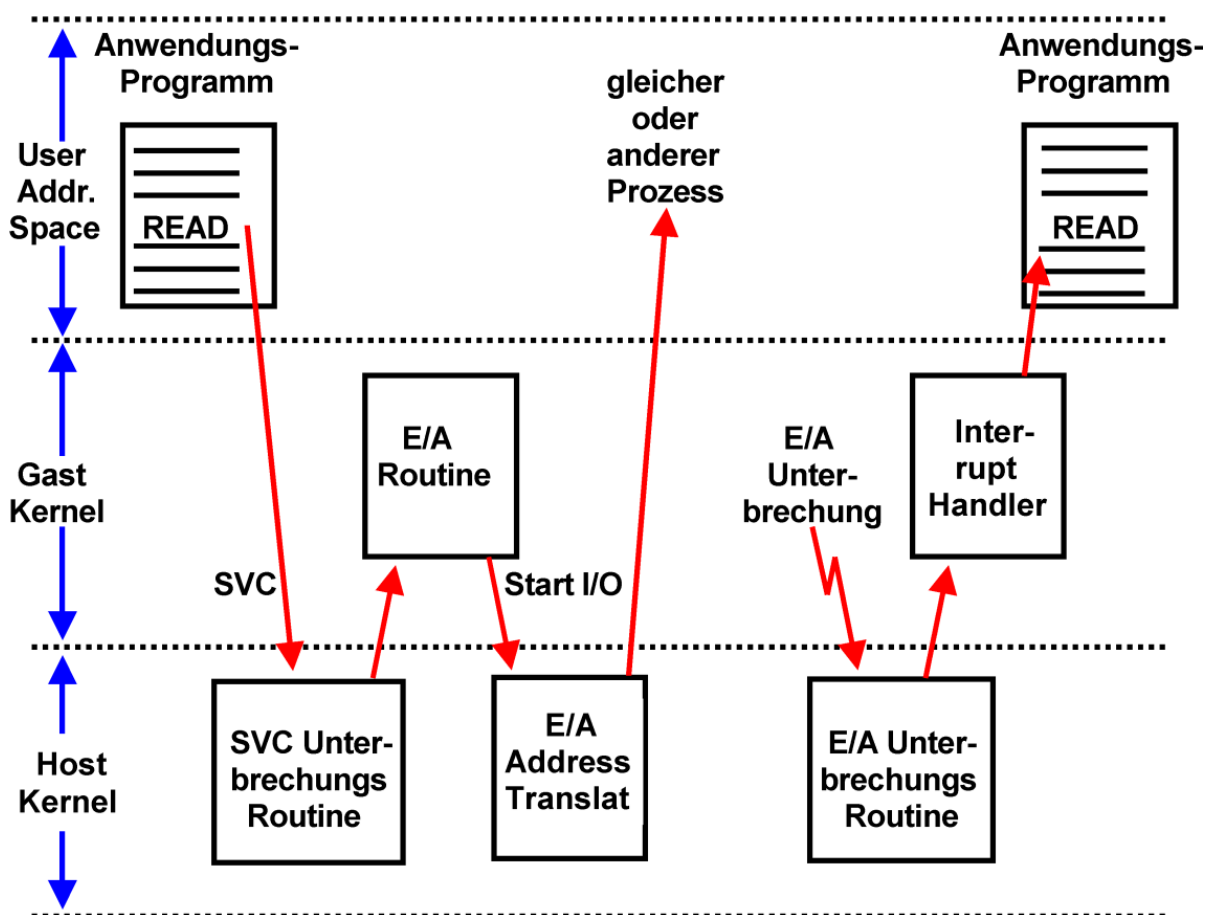 Anwendungs-
Programm
User
Addr.
Space
READ
gleicher
oder
anderer
Prozess
Anwendungs-
Programm
READ
Gast
Kernel
E/A
Routine
SVC
Start I/O
E/A
Unter-
brechung
Inter-
rupt
Handler
Host
Kernel
SVC Unter-
brechungs
Routine
E/A
Address
Translat
E/A Unter-
brechungs
Routine